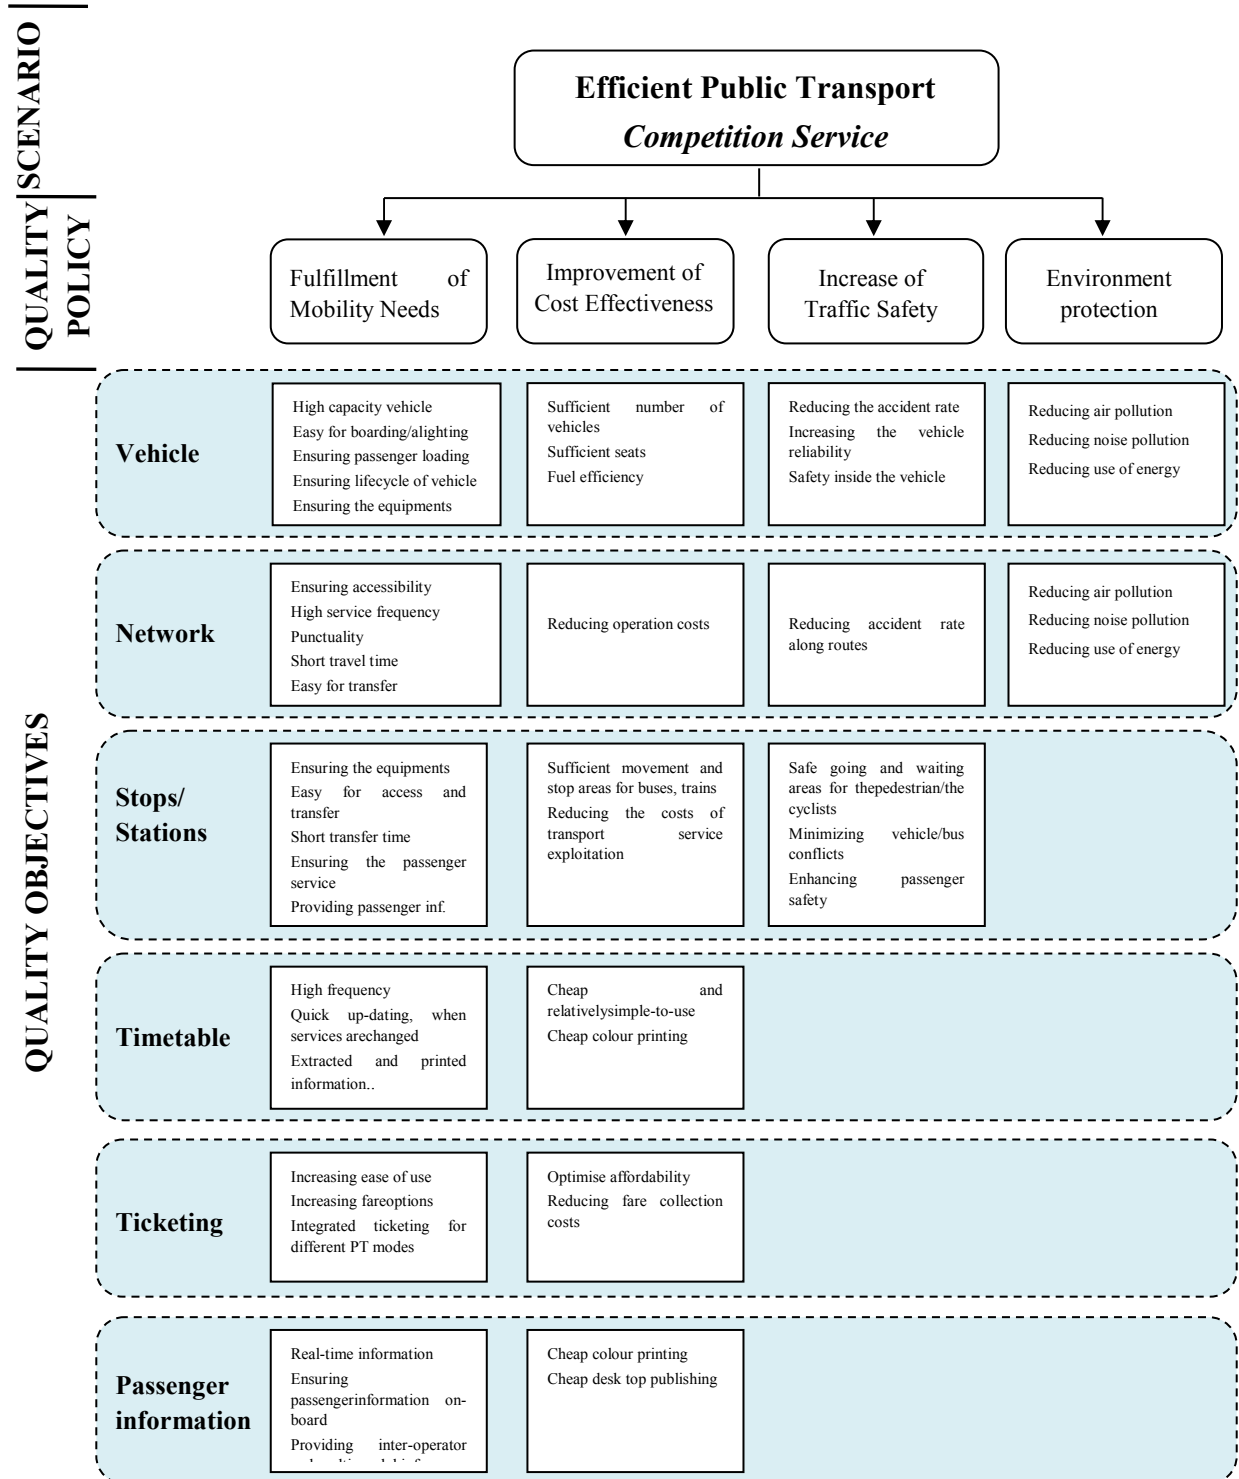 SCENARIO
Efficient Public Transport
Competition Service
QUALITY
POLICY
Fulfillment of
Mobility Needs
Improvement of
Cost Effectiveness
Increase of
Traffic Safety
Environment
protection
QUALITY OBJECTIVES
Vehicle
High capacity vehicle
Easy for boarding/alighting
Ensuring passenger loading
Ensuring lifecycle of vehicle
Ensuring the equipments
Sufficient number of
vehicles
Sufficient seats
Fuel efficiency
Reducing the accident rate
Increasing the vehicle
reliability
Safety inside the vehicle
Reducing air pollution
Reducing noise pollution
Reducing use of energy
Network
Ensuring accessibility
High service frequency
Punctuality
Short travel time
Easy for transfer
Reducing operation costs
Reducing accident rate
along routes
Reducing air pollution
Reducing noise pollution
Reducing use of energy
Stops/
Stations
Ensuring the equipments
Easy for access and
transfer
Short transfer time
Ensuring the passenger
service
Providing passenger inf.
Sufficient movement and
stop areas for buses, trains
Reducing the costs of
transport service
exploitation
Safe going and waiting
areas for thepedestrian/the
cyclists
Minimizing vehicle/bus
conflicts
Enhancing passenger
safety
Timetable
High frequency
Quick up-dating, when
services arechanged
Extracted and printed
information..
Cheap and
relativelysimple-to-use
Cheap colour printing
Ticketing
Increasing ease of use
Increasing fareoptions
Integrated ticketing for
different PT modes
Optimise affordability
Reducing fare collection
costs
Passenger
information
Real-time information
Ensuring
passengerinformation on-
board
Providing inter-operator
Cheap colour printing
Cheap desk top publishing